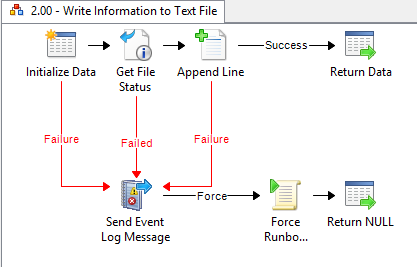 2.00 - Write Information to Text File
Success
Initialize Data
Get File
Status
Append Line
Return Data
Failure
Failed
Failure
Force
Send Event
Log Message
Force
Runbo...
Return NULL